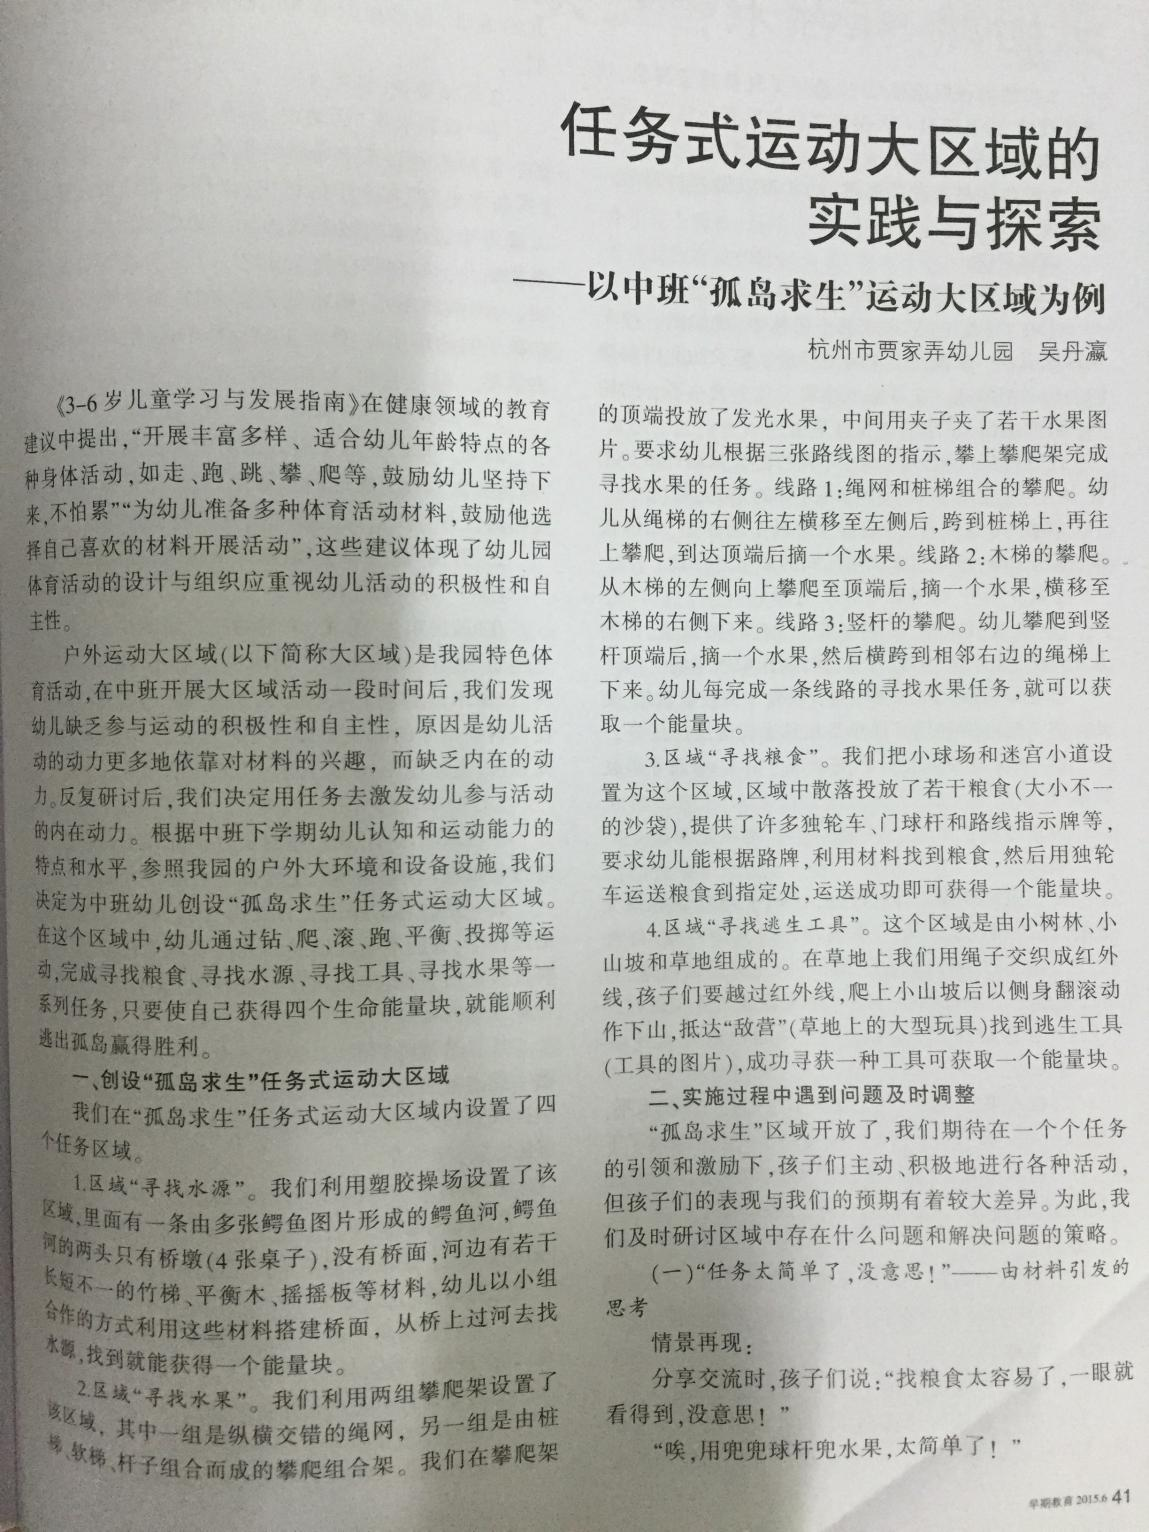 任务式运动大区域的
实践与探索
——以中班“孤岛求生”运动大区域为例
杭州市贾家弄幼儿园 吴丹瀛
《3-6岁儿童学习与发展指南》在健康领域的教育
建议中提出,“开展丰富多样、适合幼儿年龄特点的各
种身体活动,如走、跑、跳、攀、爬等,鼓励幼儿坚持下
来,不怕累”“为幼儿准备多种体育活动材料,鼓励他选
择自己喜欢的材料开展活动”,这些建议体现了幼儿园
体育活动的设计与组织应重视幼儿活动的积极性和自
主性。
户外运动大区域(以下简称大区域)是我园特色体
育活动,在中班开展大区域活动一段时间后,我们发现
幼儿缺乏参与运动的积极性和自主性，原因是幼儿活
动的动力更多地依靠对材料的兴趣，而缺乏内在的动
力。反复研讨后,我们决定用任务去激发幼儿参与活动
的内在动力。根据中班下学期幼儿认知和运动能力的
特点和水平,参照我园的户外大环境和设备设施,我们
决定为中班幼儿创设“孤岛求生”任务式运动大区域。
在这个区域中,幼儿通过钻、爬、滚、跑、平衡、投掷等运
动,完成寻找粮食、寻找水源、寻找工具、寻找水果等一
系列任务,只要使自己获得四个生命能量块,就能顺利
逃出孤岛赢得胜利。
一、创设“孤岛求生”任务式运动大区域
我们在“孤岛求生”任务式运动大区域内设置了四
个任务区域。
1.区域“寻找水源”。我们利用塑胶操场设置了该
区域,里面有一条由多张鳄鱼图片形成的鳄鱼河,鳄鱼
河的两头只有桥墩(4张桌子),没有桥面,河边有若干
长短不一的竹梯、平衡木、摇摇板等材料,幼儿以小组
合作的方式利用这些材料搭建桥面，从桥上过河去找
水源,找到就能获得一个能量块。
2.区域“寻找水果”。我们利用两组攀爬架设置了
该区域，其中一组是纵横交错的绳网，另一组是由桩
梯、软梯、杆子组合而成的攀爬组合架。我们在攀爬架
的顶端投放了发光水果，中间用夹子夹了若干水果图
片。要求幼儿根据三张路线图的指示,攀上攀爬架完成
寻找水果的任务。线路1:绳网和桩梯组合的攀爬。幼
儿从绳梯的右侧往左横移至左侧后,跨到桩梯上,再往
上攀爬,到达顶端后摘一个水果。线路2:木梯的攀爬。
从木梯的左侧向上攀爬至顶端后,摘一个水果,横移至
木梯的右侧下来。线路3:竖杆的攀爬。幼儿攀爬到竖
杆顶端后,摘一个水果,然后横跨到相邻右边的绳梯上
下来。幼儿每完成一条线路的寻找水果任务,就可以获
取一个能量块。
3.区域“寻找粮食”。我们把小球场和迷宫小道设
置为这个区域,区域中散落投放了若干粮食(大小不一
的沙袋),提供了许多独轮车、门球杆和路线指示牌等,
要求幼儿能根据路牌,利用材料找到粮食,然后用独轮
车运送粮食到指定处,运送成功即可获得一个能量块。
4.区域“寻找逃生工具”。这个区域是由小树林、小
山坡和草地组成的。在草地上我们用绳子交织成红外
线,孩子们要越过红外线,爬上小山坡后以侧身翻滚动
作下山,抵达“敌营”(草地上的大型玩具)找到逃生工具
(工具的图片),成功寻获一种工具可获取一个能量块。
二、实施过程中遇到问题及时调整
“孤岛求生”区域开放了,我们期待在一个个任务
的引领和激励下,孩子们主动、积极地进行各种活动,
但孩子们的表现与我们的预期有着较大差异。为此,我
们及时研讨区域中存在什么问题和解决问题的策略。
(一)“任务太简单了,没意思!”——由材料引发的
思考
情景再现:
分享交流时,孩子们说:“找粮食太容易了,一眼就
看得到,没意思!”
“唉,用兜兜球杆兜水果,太简单了!”
早期教育 2015.6 41